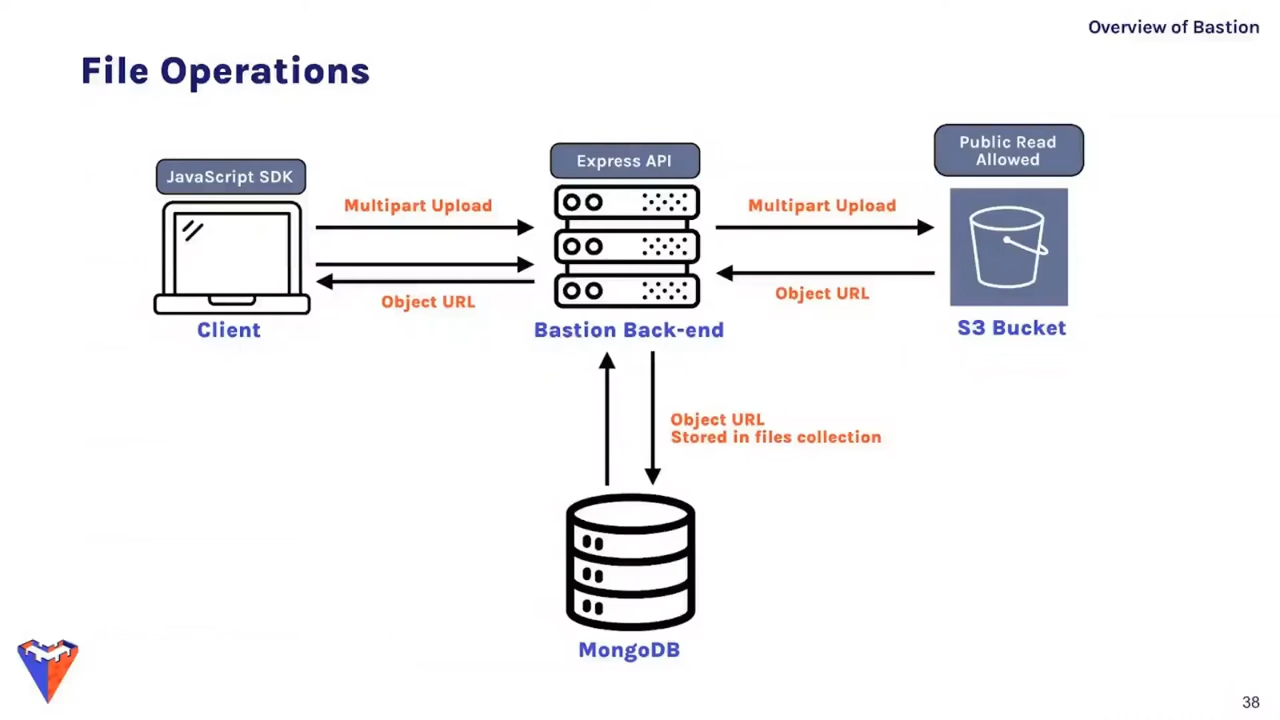 Overview of Bastion
File Operations
JavaScript SDK
Express API
Public Read
Allowed
Multipart Upload
Multipart Upload
Object URL
Object URL
Client
Bastion Back-end
S3 Bucket
Object URL
Stored in files collection
MongoDB
38